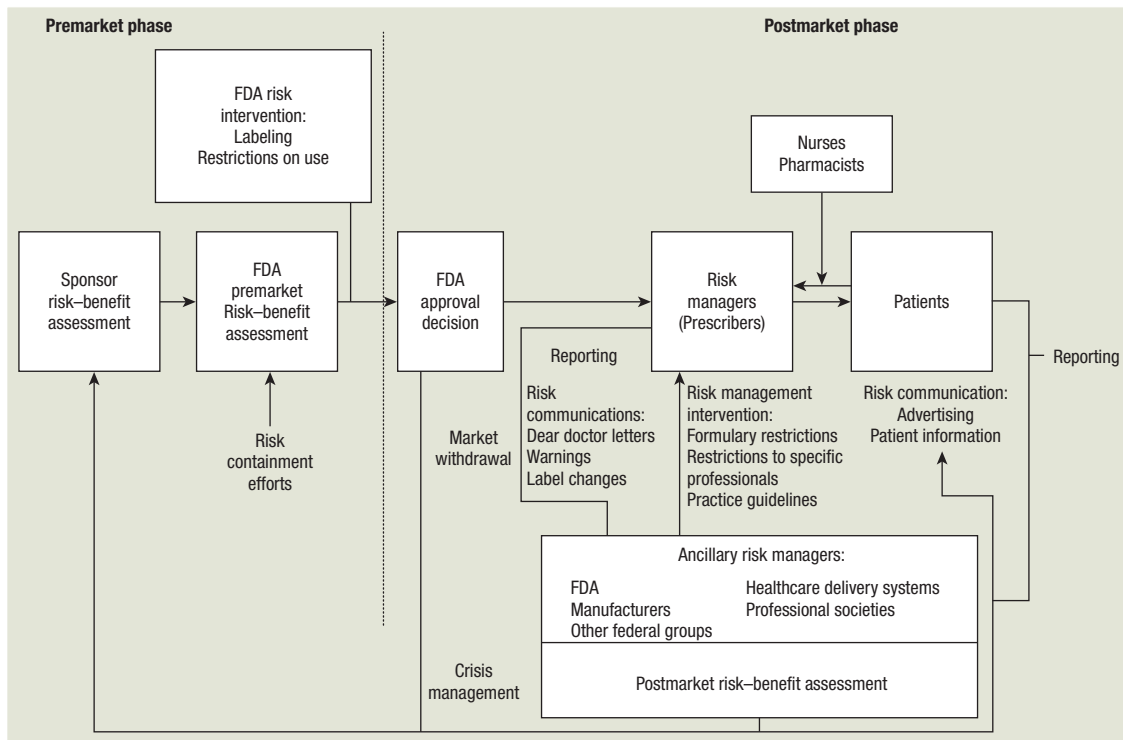 Premarket phase
Postmarket phase
FDA risk
intervention:
Labeling
Restrictions on use
Nurses
Pharmacists
Sponsor
risk–benefit
assessment
FDA
premarket
Risk–benefit
assessment
FDA
approval
decision
Risk
managers
(Prescribers)
Patients
Reporting
Reporting
Risk
containment
efforts
Market
withdrawal
Risk
communications:
Dear doctor letters
Warnings
Label changes
Risk management
intervention:
Formulary restrictions
Restrictions to specific
professionals
Practice guidelines
Risk communication:
Advertising
Patient information
Ancillary risk managers:
FDA
Manufacturers
Other federal groups
Healthcare delivery systems
Professional societies
Crisis
management
Postmarket risk–benefit assessment